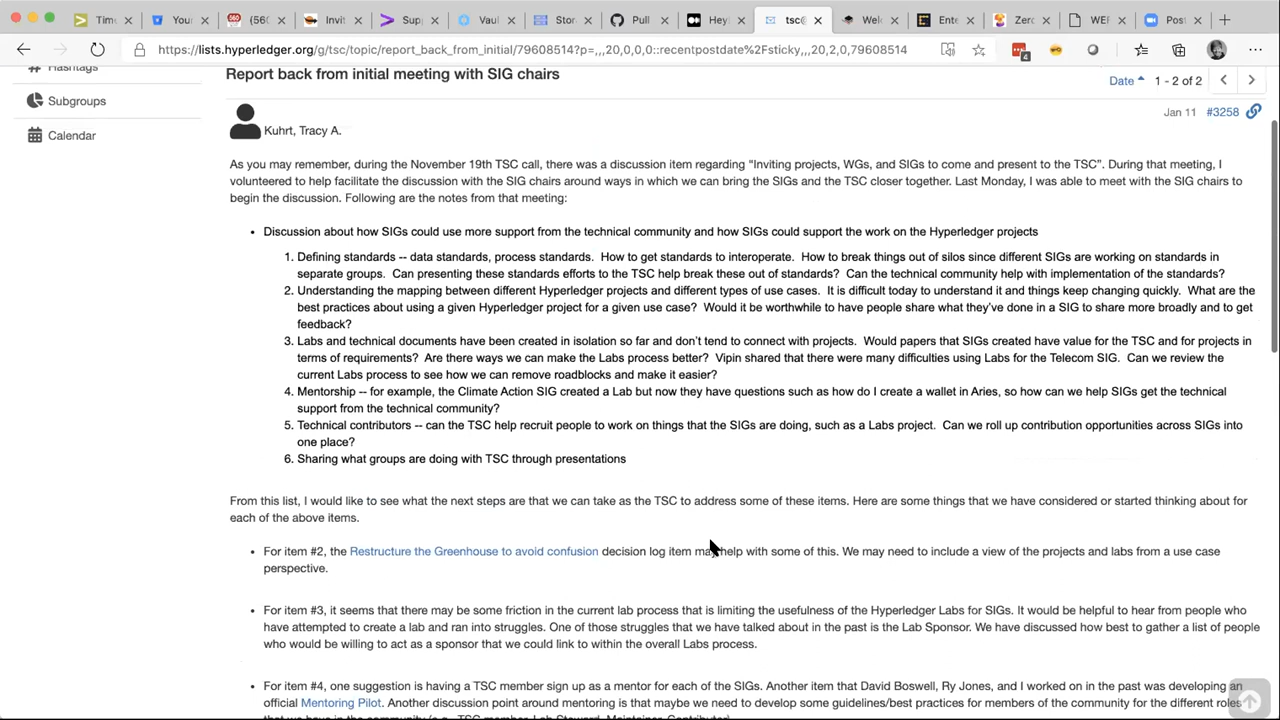 Time
Your
(560
Invit
Supp
Vaul
Stor
Pull
Hey!
tsc@
Welc
Ente
Zero
WEF
Post
https://lists.hyperledger.org/g/tsc/topic/report_back_from_initial/79608514?p=,,,20,0,0,0::recentpostdate%2Fsticky,,,20,2,0,79608514
4
Hashtags
Subgroups
Calendar
Report back from initial meeting with SIG chairs
Date 1 - 2 of 2
Kuhrt, Tracy A.
Jan 11 #3258
As you may remember, during the November 19th TSC call, there was a discussion item regarding “Inviting projects, WGs, and SIGs to come and present to the TSC”. During that meeting, I
volunteered to help facilitate the discussion with the SIG chairs around ways in which we can bring the SIGs and the TSC closer together. Last Monday, I was able to meet with the SIG chairs to
begin the discussion. Following are the notes from that meeting:
• Discussion about how SIGs could use more support from the technical community and how SIGs could support the work on the Hyperledger projects
1. Defining standards -- data standards, process standards. How to get standards to interoperate. How to break things out of silos since different SIGs are working on standards in
separate groups. Can presenting these standards efforts to the TSC help break these out of standards? Can the technical community help with implementation of the standards?
2. Understanding the mapping between different Hyperledger projects and different types of use cases. It is difficult today to understand it and things keep changing quickly. What are the
best practices about using a given Hyperledger project for a given use case? Would it be worthwhile to have people share what they’ve done in a SIG to share more broadly and to get
feedback?
3. Labs and technical documents have been created in isolation so far and don’t tend to connect with projects. Would papers that SIGs created have value for the TSC and for projects in
terms of requirements? Are there ways we can make the Labs process better? Vipin shared that there were many difficulties using Labs for the Telecom SIG. Can we review the
current Labs process to see how we can remove roadblocks and make it easier?
4. Mentorship -- for example, the Climate Action SIG created a Lab but now they have questions such as how do I create a wallet in Aries, so how can we help SIGs get the technical
support from the technical community?
5. Technical contributors -- can the TSC help recruit people to work on things that the SIGs are doing, such as a Labs project. Can we roll up contribution opportunities across SIGs into
one place?
6. Sharing what groups are doing with TSC through presentations
From this list, I would like to see what the next steps are that we can take as the TSC to address some of these items. Here are some things that we have considered or started thinking about for
each of the above items.
• For item #2, the Restructure the Greenhouse to avoid confusion decision log item may help with some of this. We may need to include a view of the projects and labs from a use case
perspective.
• For item #3, it seems that there may be some friction in the current lab process that is limiting the usefulness of the Hyperledger Labs for SIGs. It would be helpful to hear from people who
have attempted to create a lab and ran into struggles. One of those struggles that we have talked about in the past is the Lab Sponsor. We have discussed how best to gather a list of people
who would be willing to act as a sponsor that we could link to within the overall Labs process.
• For item #4, one suggestion is having a TSC member sign up as a mentor for each of the SIGs. Another item that David Boswell, Ry Jones, and I worked on in the past was developing an
official Mentoring Pilot. Another discussion point around mentoring is that maybe we need to develop some guidelines/best practices for members of the community for the different roles
that we have in the community (e.g., TSC member, Lab Steward, Maintainer, Contributor)